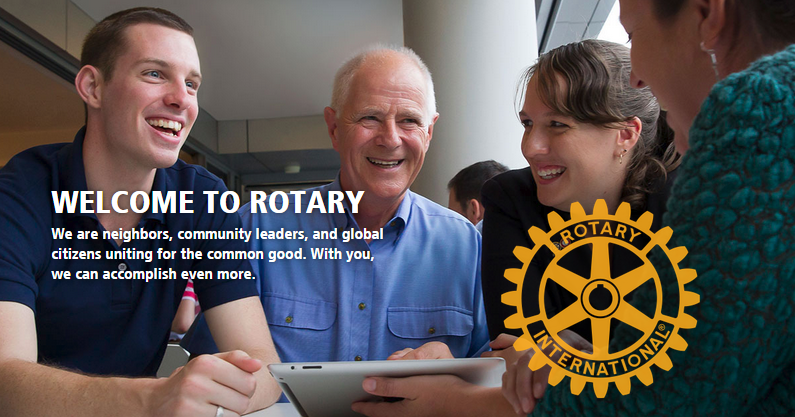 WELCOME TO ROTARY
We are neighbors, community leaders, and global
citizens uniting for the common good. With you,
we can accomplish even more.
ROTARY
INTERNATIONAL®